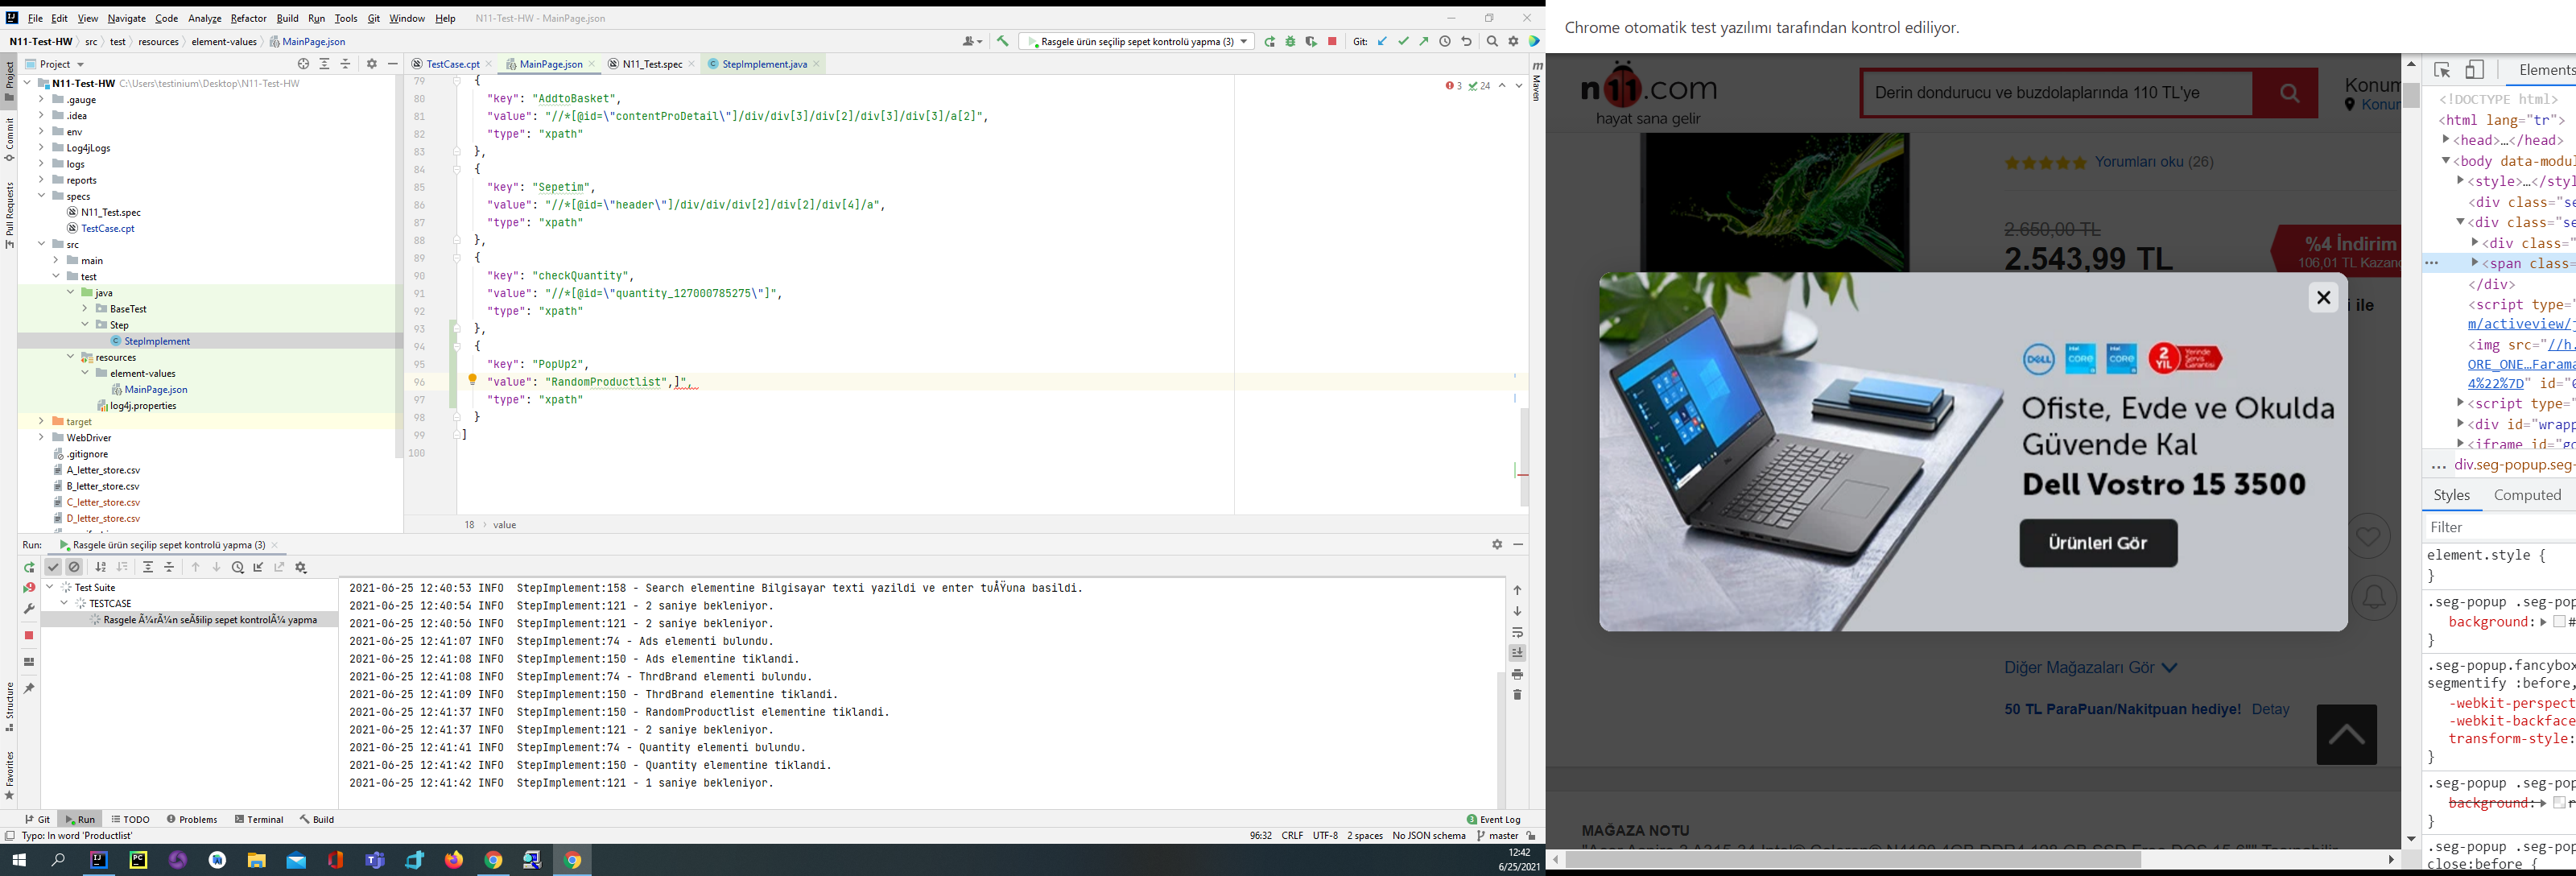 File Edit View Navigate Code Analyze Refactor Build Run Tools Git Window Help N11-Test-HW - MainPage.json
N11-Test-HW src test resources element-values MainPage.json
Rasgele ürün seçilip sepet kontrolü yapma (3)
Git:
Project
TestCase.cpt
MainPage.json
N11_Test.spec
StepImplement.java
Project
Commit
Pull Requests
Structure
Favorites
Maven
N11-Test-HW C:\Users\testinium\Desktop\N11-Test-HW
.gauge
.idea
env
Log4jLogs
logs
reports
specs
N11_Test.spec
TestCase.cpt
src
main
test
java
BaseTest
Step
StepImplement
resources
element-values
MainPage.json
log4j.properties
target
WebDriver
.gitignore
A_letter_store.csv
B_letter_store.csv
C_letter_store.csv
D_letter_store.csv
3 24
79 {
80 "key": "AddtoBasket",
81 "value": "//*[@id=\"contentProDetail\"]/div/div[3]/div[2]/div[3]/div[3]/a[2]",
82 "type": "xpath"
83 },
84 {
85 "key": "Sepetim",
86 "value": "//*[@id=\"header\"]/div/div/div[2]/div[2]/div[4]/a",
87 "type": "xpath"
88 },
89 {
90 "key": "checkQuantity",
91 "value": "//*[@id=\"quantity_127000785275\"]",
92 "type": "xpath"
93 },
94 {
95 "key": "PopUp2",
96 "value": "RandomProductlist",]",
97 "type": "xpath"
98 }
99 ]
100
18 value
Run: Rasgele ürün seçilip sepet kontrolü yapma (3)
Test Suite
TESTCASE
Rasgele Ã¼rÃ¼n seÃ§ilip sepet kontrolÃ¼ yapma
2021-06-25 12:40:53 INFO StepImplement:158 - Search elementine Bilgisayar texti yazildi ve enter tuÅŸuna basildi.
2021-06-25 12:40:54 INFO StepImplement:121 - 2 saniye bekleniyor.
2021-06-25 12:40:56 INFO StepImplement:121 - 2 saniye bekleniyor.
2021-06-25 12:41:07 INFO StepImplement:74 - Ads elementi bulundu.
2021-06-25 12:41:08 INFO StepImplement:150 - Ads elementine tiklandi.
2021-06-25 12:41:08 INFO StepImplement:74 - ThrdBrand elementi bulundu.
2021-06-25 12:41:09 INFO StepImplement:150 - ThrdBrand elementine tiklandi.
2021-06-25 12:41:37 INFO StepImplement:150 - RandomProductlist elementine tiklandi.
2021-06-25 12:41:37 INFO StepImplement:121 - 2 saniye bekleniyor.
2021-06-25 12:41:41 INFO StepImplement:74 - Quantity elementi bulundu.
2021-06-25 12:41:42 INFO StepImplement:150 - Quantity elementine tiklandi.
2021-06-25 12:41:42 INFO StepImplement:121 - 1 saniye bekleniyor.
Git Run TODO Problems Terminal Build 3 Event Log
Typo: In word 'Productlist' 96:32 CRLF UTF-8 2 spaces No JSON schema master
12:42
6/25/2021
Chrome otomatik test yazılımı tarafından kontrol ediliyor.
n11.com
hayat sana gelir
Derin dondurucu ve buzdolaplarında 110 TL'ye
Konum
Konur
Yorumları oku (26)
2.650,00 TL
2.543,99 TL
%4 İndirim
106,01 TL Kazanc
i ile
DELL
intel CORE
intel CORE
2 YIL
Yerinde Servis Garantisi
Ofiste, Evde ve Okulda
Güvende Kal
Dell Vostro 15 3500
Ürünleri Gör
Diğer Mağazaları Gör
50 TL ParaPuan/Nakitpuan hediye! Detay
MAĞAZA NOTU
Elements
<!DOCTYPE html>
<html lang="tr">
<head>…</head>
<body data-modul
<style>…</styl
<div class="se
<div class="se
<div class="
<span class=
</div>
<script type="
m/activeview/j
<img src="//h.
ORE_ONE…Farama
4%22%7D" id="0
<script type="
<div id="wrapp
<iframe id="go
… div.seg-popup.seg-
Styles Computed
Filter
element.style {
}
.seg-popup .seg-pop
background: #
}
.seg-popup.fancybox
segmentify :before,
-webkit-perspect
-webkit-backface
transform-style:
}
.seg-popup .seg-pop
background: r
}
.seg-popup .seg-pop
close:before {